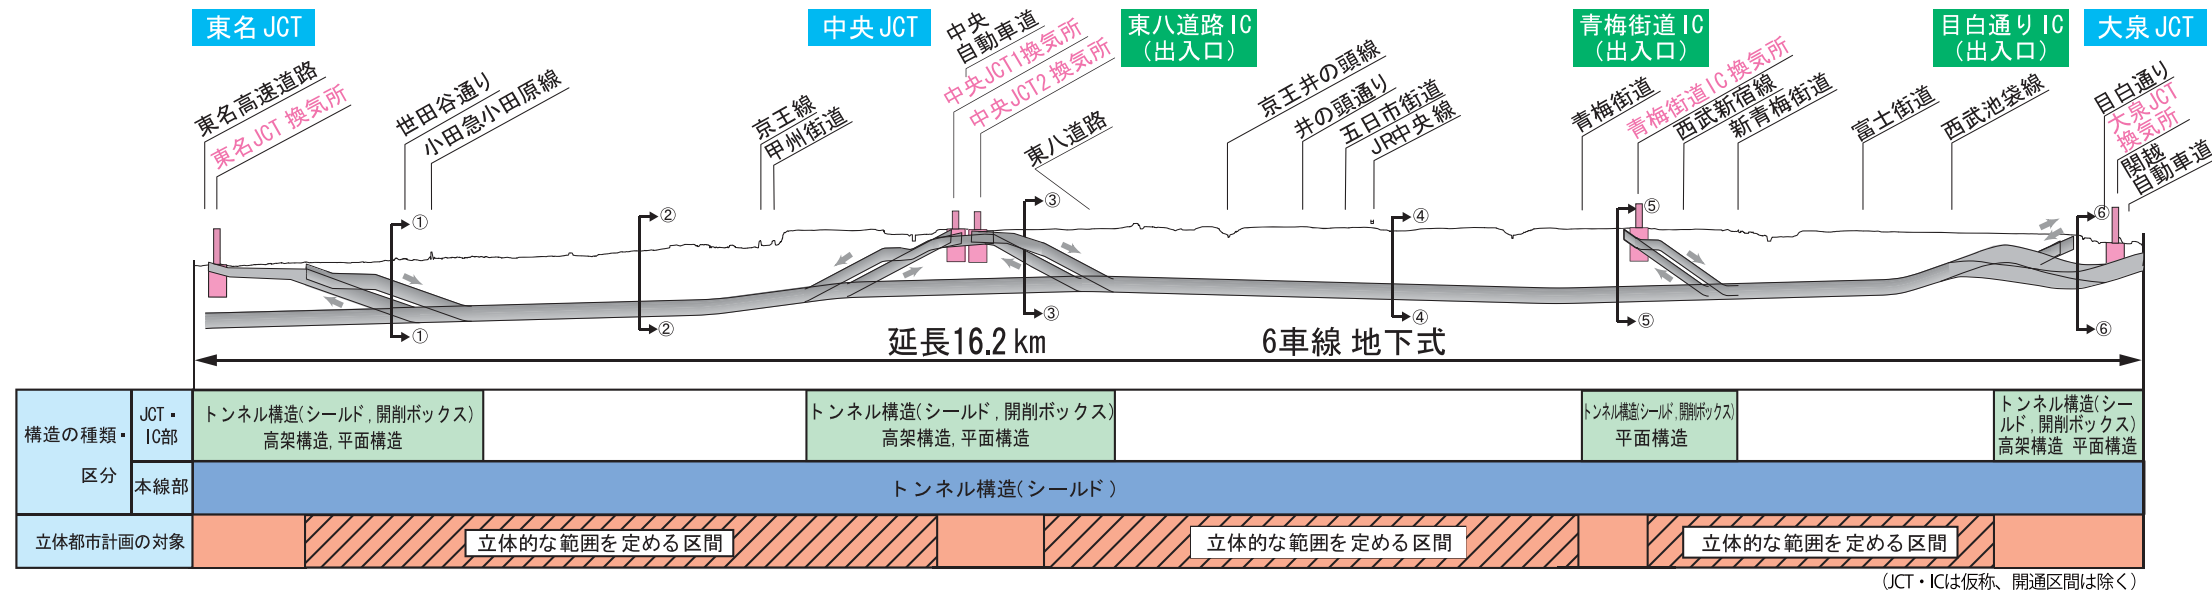 東名JCT
中央JCT
東八道路IC
(出入口)
青梅街道IC
(出入口)
目白通りIC
(出入口)
大泉JCT
東名高速道路
東名JCT 換気所
世田谷通り
小田急小田原線
京王線
甲州街道
中央
自動車道
中央JCT1換気所
中央JCT2 換気所
東八道路
京王井の頭線
井の頭通り
五日市街道
JR中央線
青梅街道
青梅街道IC 換気所
西武新宿線
新青梅街道
富士街道
西武池袋線
目白通り
大泉JCT
換気所
関越
自動車道
① ② ③ ④ ⑤ ⑥
① ② ③ ④ ⑤ ⑥
延長16.2km 6車線 地下式
構造の種類・
区分
JCT・
IC部
トンネル構造(シールド,開削ボックス)
高架構造,平面構造
トンネル構造(シールド,開削ボックス)
高架構造,平面構造
トンネル構造(シールド,開削ボックス)
平面構造
トンネル構造(シー
ルド,開削ボックス)
高架構造 平面構造
本線部
トンネル構造(シールド)
立体都市計画の対象
立体的な範囲を定める区間
立体的な範囲を定める区間
立体的な範囲を定める区間
(JCT・ICは仮称、開通区間は除く)